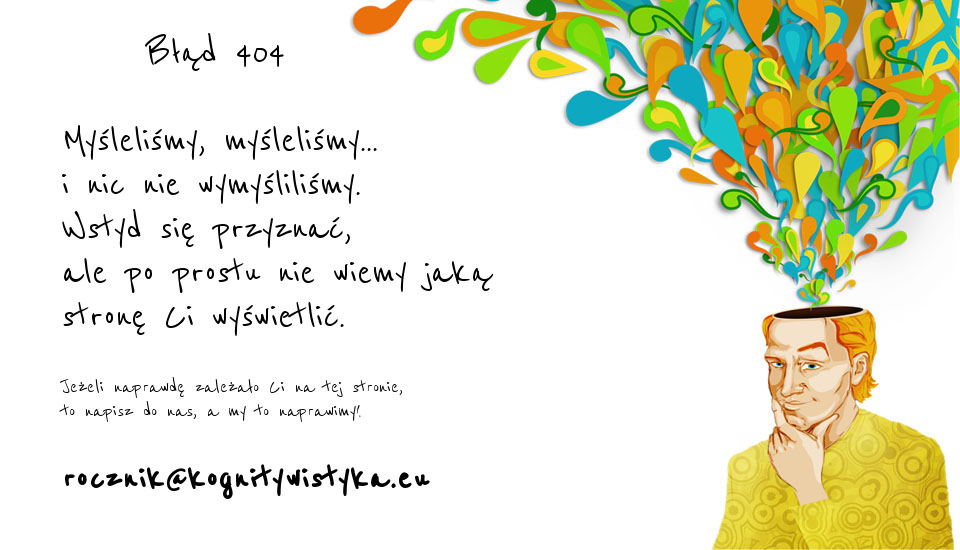 Błąd 404
Myśleliśmy, myśleliśmy...
i nic nie wymyśliliśmy.
Wstyd się przyznać,
ale po prostu nie wiemy jaką
stronę Ci wyświetlić.
Jeżeli naprawdę zależało Ci na tej stronie,
to napisz do nas, a my to naprawimy!
rocznik@kognitywistyka.eu